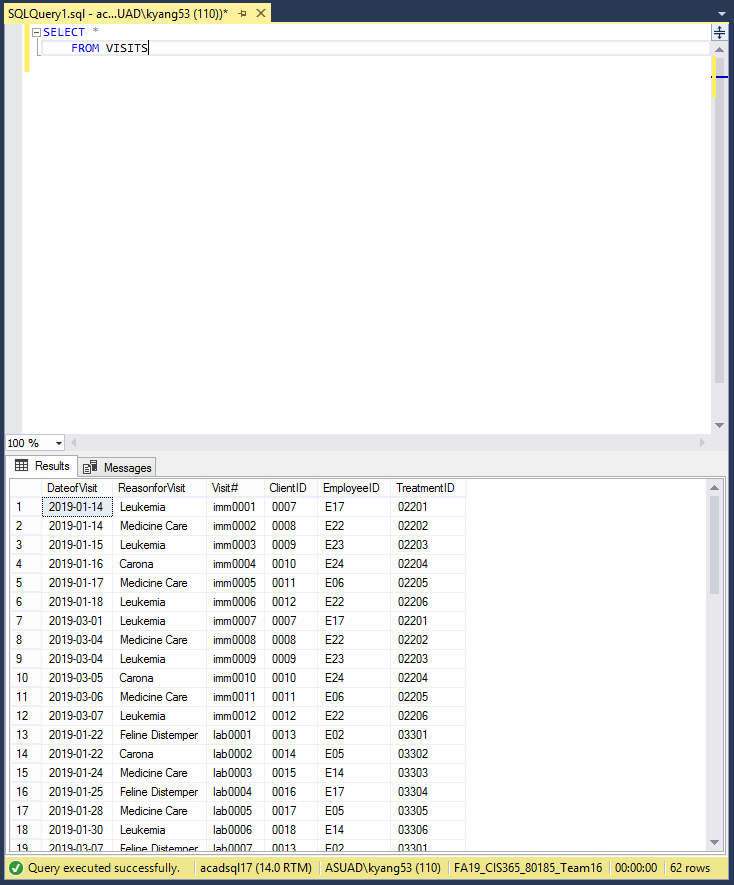 SQLQuery1.sql - ac...UAD\kyang53 (110))*
SELECT *
FROM VISITS
100 %
Results Messages
DateofVisit ReasonforVisit Visit# ClientID EmployeeID TreatmentID
1 2019-01-14 Leukemia imm0001 0007 E17 02201
2 2019-01-14 Medicine Care imm0002 0008 E22 02202
3 2019-01-15 Leukemia imm0003 0009 E23 02203
4 2019-01-16 Carona imm0004 0010 E24 02204
5 2019-01-17 Medicine Care imm0005 0011 E06 02205
6 2019-01-18 Leukemia imm0006 0012 E22 02206
7 2019-03-01 Leukemia imm0007 0007 E17 02201
8 2019-03-04 Medicine Care imm0008 0008 E22 02202
9 2019-03-04 Leukemia imm0009 0009 E23 02203
10 2019-03-05 Carona imm0010 0010 E24 02204
11 2019-03-06 Medicine Care imm0011 0011 E06 02205
12 2019-03-07 Leukemia imm0012 0012 E22 02206
13 2019-01-22 Feline Distemper lab0001 0013 E02 03301
14 2019-01-22 Carona lab0002 0014 E05 03302
15 2019-01-24 Medicine Care lab0003 0015 E14 03303
16 2019-01-25 Feline Distemper lab0004 0016 E17 03304
17 2019-01-28 Medicine Care lab0005 0017 E05 03305
18 2019-01-30 Leukemia lab0006 0018 E14 03306
19 2019-03-07 Feline Distemper lab0007 0013 E02 03301
Query executed successfully. acadsql17 (14.0 RTM) ASUAD\kyang53 (110) FA19_CIS365_80185_Team16 00:00:00 62 rows